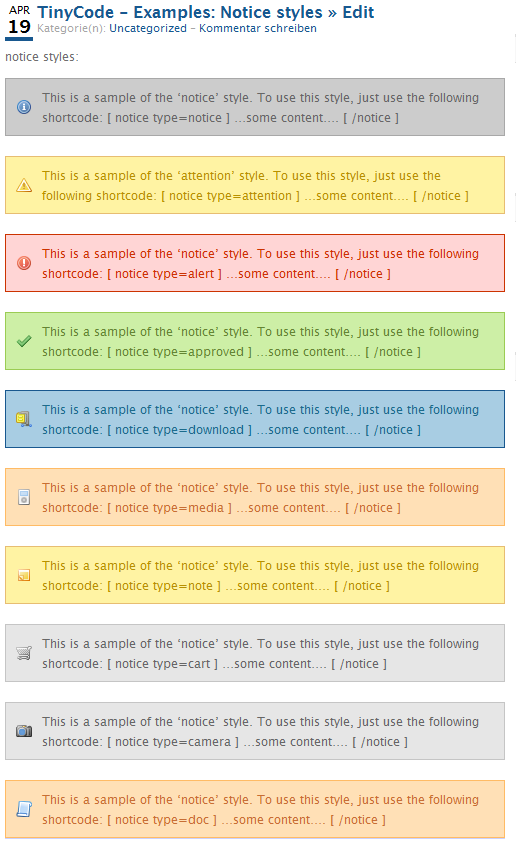 APR
19
TinyCode – Examples: Notice styles » Edit
Kategorie(n): Uncategorized – Kommentar schreiben
notice styles:
This is a sample of the ‘notice’ style. To use this style, just use the following
shortcode: [ notice type=notice ] …some content…. [ /notice ]
This is a sample of the ‘attention’ style. To use this style, just use the
following shortcode: [ notice type=attention ] …some content…. [ /notice ]
This is a sample of the ‘notice’ style. To use this style, just use the following
shortcode: [ notice type=alert ] …some content…. [ /notice ]
This is a sample of the ‘notice’ style. To use this style, just use the following
shortcode: [ notice type=approved ] …some content…. [ /notice ]
This is a sample of the ‘notice’ style. To use this style, just use the following
shortcode: [ notice type=download ] …some content…. [ /notice ]
This is a sample of the ‘notice’ style. To use this style, just use the following
shortcode: [ notice type=media ] …some content…. [ /notice ]
This is a sample of the ‘notice’ style. To use this style, just use the following
shortcode: [ notice type=note ] …some content…. [ /notice ]
This is a sample of the ‘notice’ style. To use this style, just use the following
shortcode: [ notice type=cart ] …some content…. [ /notice ]
This is a sample of the ‘notice’ style. To use this style, just use the following
shortcode: [ notice type=camera ] …some content…. [ /notice ]
This is a sample of the ‘notice’ style. To use this style, just use the following
shortcode: [ notice type=doc ] …some content…. [ /notice ]